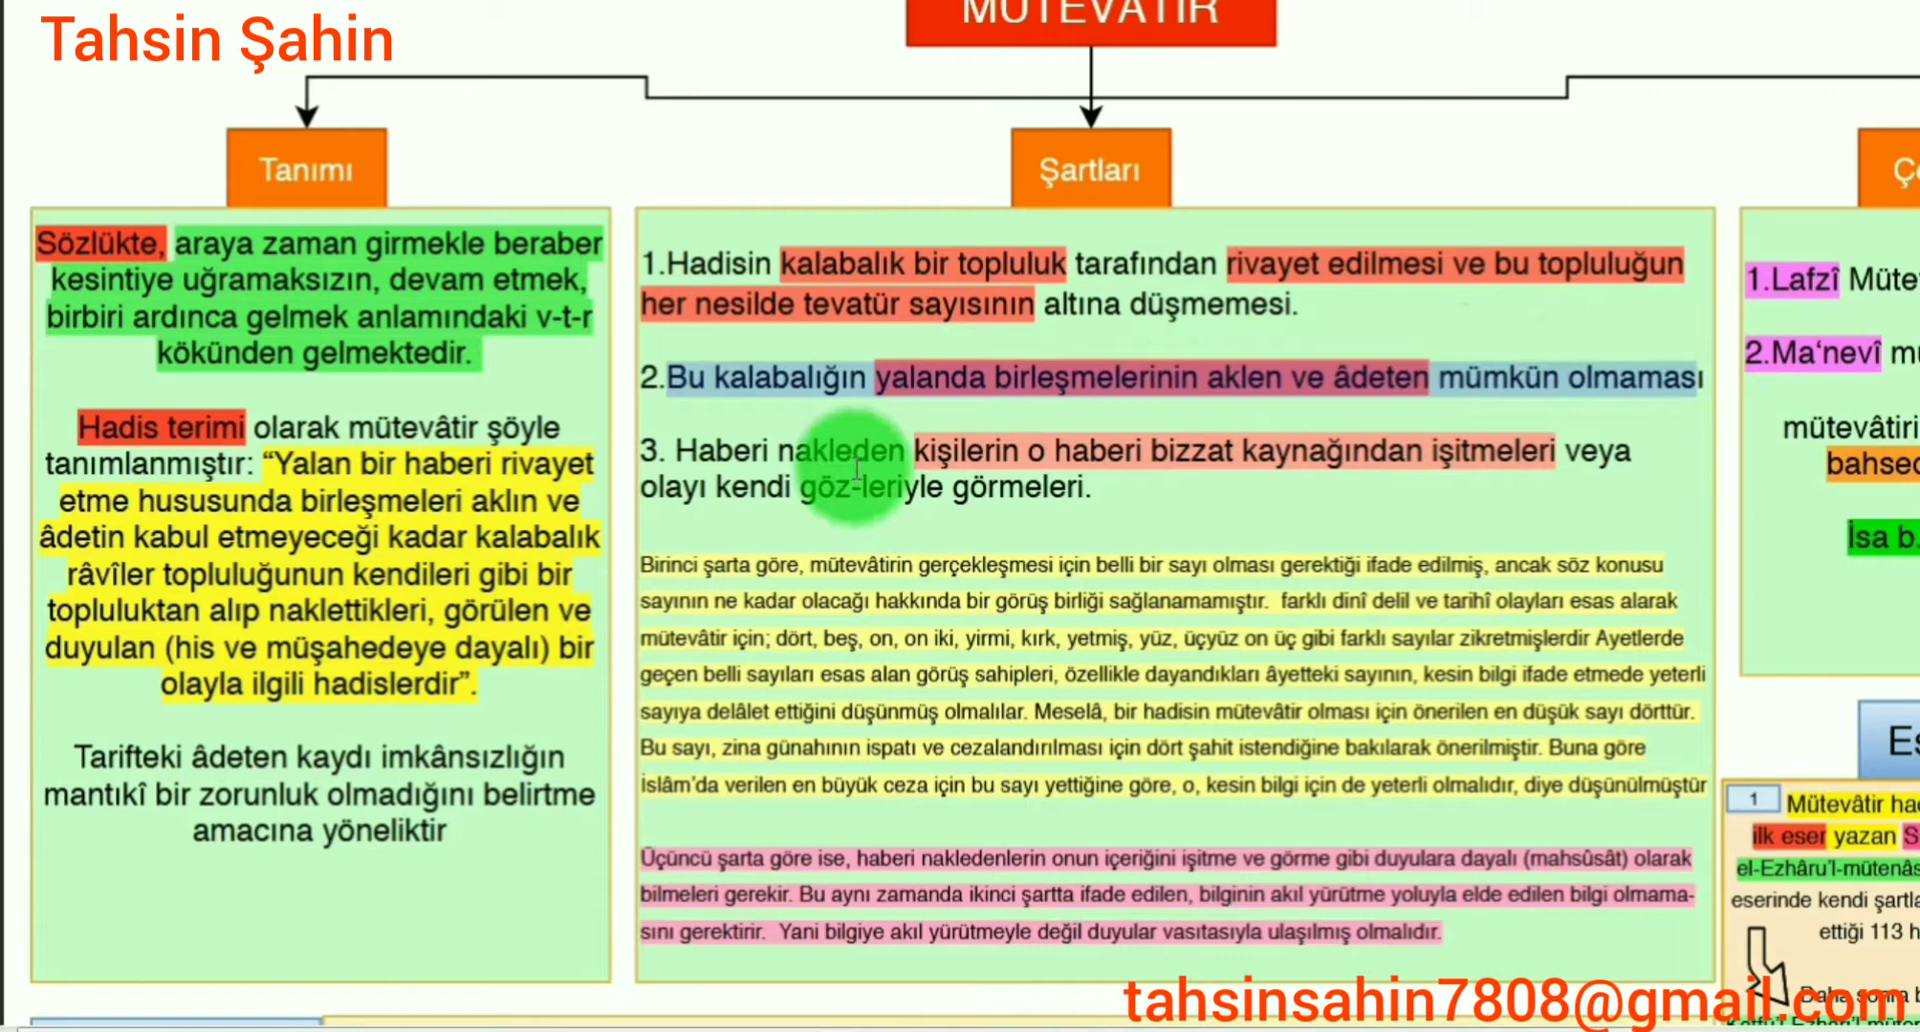 Tahsin Şahin
MÜTEVATİR
Tanımı
Sözlükte, araya zaman girmekle beraber
kesintiye uğramaksızın, devam etmek,
birbiri ardınca gelmek anlamındaki v-t-r
kökünden gelmektedir.
Hadis terimi olarak mütevâtir şöyle
tanımlanmıştır: “Yalan bir haberi rivayet
etme hususunda birleşmeleri aklın ve
âdetin kabul etmeyeceği kadar kalabalık
râvîler topluluğunun kendileri gibi bir
topluluktan alıp naklettikleri, görülen ve
duyulan (his ve müşahedeye dayalı) bir
olayla ilgili hadislerdir”.
Tarifteki âdeten kaydı imkânsızlığın
mantıkî bir zorunluk olmadığını belirtme
amacına yöneliktir
Şartları
1.Hadisin kalabalık bir topluluk tarafından rivayet edilmesi ve bu topluluğun
her nesilde tevatür sayısının altına düşmemesi.
2.Bu kalabalığın yalanda birleşmelerinin aklen ve âdeten mümkün olmaması
3. Haberi nakleden kişilerin o haberi bizzat kaynağından işitmeleri veya
olayı kendi göz-leriyle görmeleri.
Birinci şarta göre, mütevâtirin gerçekleşmesi için belli bir sayı olması gerektiği ifade edilmiş, ancak söz konusu
sayının ne kadar olacağı hakkında bir görüş birliği sağlanamamıştır. farklı dinî delil ve tarihî olayları esas alarak
mütevâtir için; dört, beş, on, on iki, yirmi, kırk, yetmiş, yüz, üçyüz on üç gibi farklı sayılar zikretmişlerdir Ayetlerde
geçen belli sayıları esas alan görüş sahipleri, özellikle dayandıkları âyetteki sayının, kesin bilgi ifade etmede yeterli
sayıya delâlet ettiğini düşünmüş olmalılar. Meselâ, bir hadisin mütevâtir olması için önerilen en düşük sayı dörttür.
Bu sayı, zina günahının ispatı ve cezalandırılması için dört şahit istendiğine bakılarak önerilmiştir. Buna göre
islâm’da verilen en büyük ceza için bu sayı yettiğine göre, o, kesin bilgi için de yeterli olmalıdır, diye düşünülmüştür
Üçüncü şarta göre ise, haberi nakledenlerin onun içeriğini işitme ve görme gibi duyulara dayalı (mahsûsât) olarak
bilmeleri gerekir. Bu aynı zamanda ikinci şartta ifade edilen, bilginin akıl yürütme yoluyla elde edilen bilgi olmama-
sını gerektirir. Yani bilgiye akıl yürütmeyle değil duyular vasıtasıyla ulaşılmış olmalıdır.
1.Lafzî Müte
2.Ma‘nevî mü
mütevâtiri
bahsed
İsa b.
Es
1
Mütevâtir had
ilk eser yazan S
el-Ezhâru’l-mütenâs
eserinde kendi şartla
ettiği 113 h
Daha sonra b
tahsinsahin7808@gmail.com